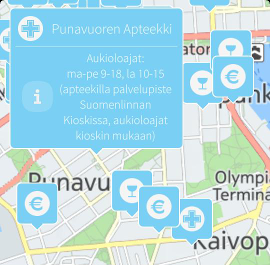 Punavuoren Apteekki
Aukioloajat:
ma-pe 9-18, la 10-15
(apteekilla palvelupiste
Suomenlinnan
Kioskissa, aukioloajat
kioskin mukaan)
i
€
Punavu
Olympia
Termina
€
€
Kaivop